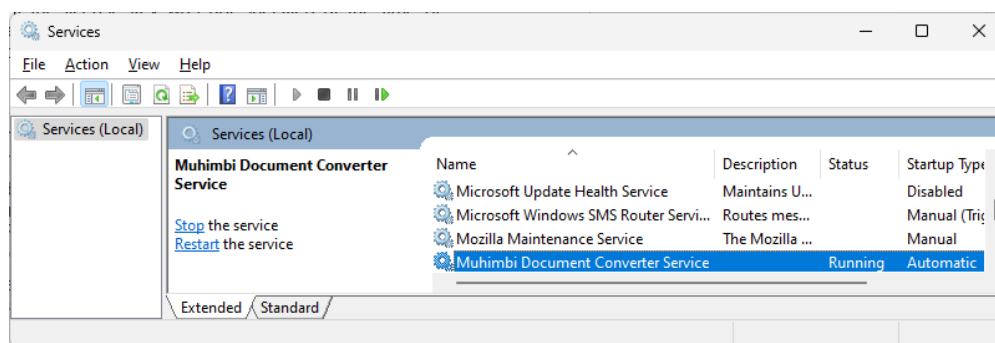 Services
File Action View Help
Services (Local)
Services (Local)
Muhimbi Document Converter
Service
Stop the service
Restart the service
Name Description Status Startup Type
Microsoft Update Health Service Maintains U... Disabled
Microsoft Windows SMS Router Servi... Routes mes... Manual (Trig
Mozilla Maintenance Service The Mozilla ... Manual
Muhimbi Document Converter Service Running Automatic
Extended Standard